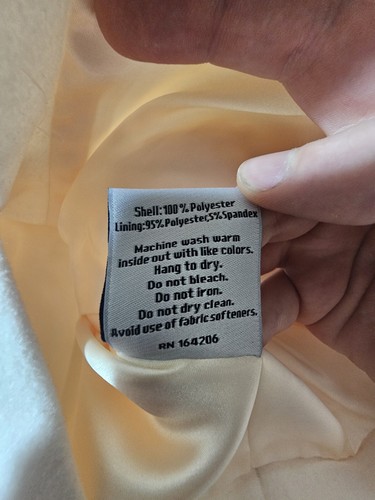 Shell:100% Polyester
Lining:95%Polyester,5%Spandex
Machine wash warm
inside out with like colors.
Hang to dry.
Do not bleach.
Do not iron.
Do not dry clean.
Avoid use of fabric softeners.
RN 164206